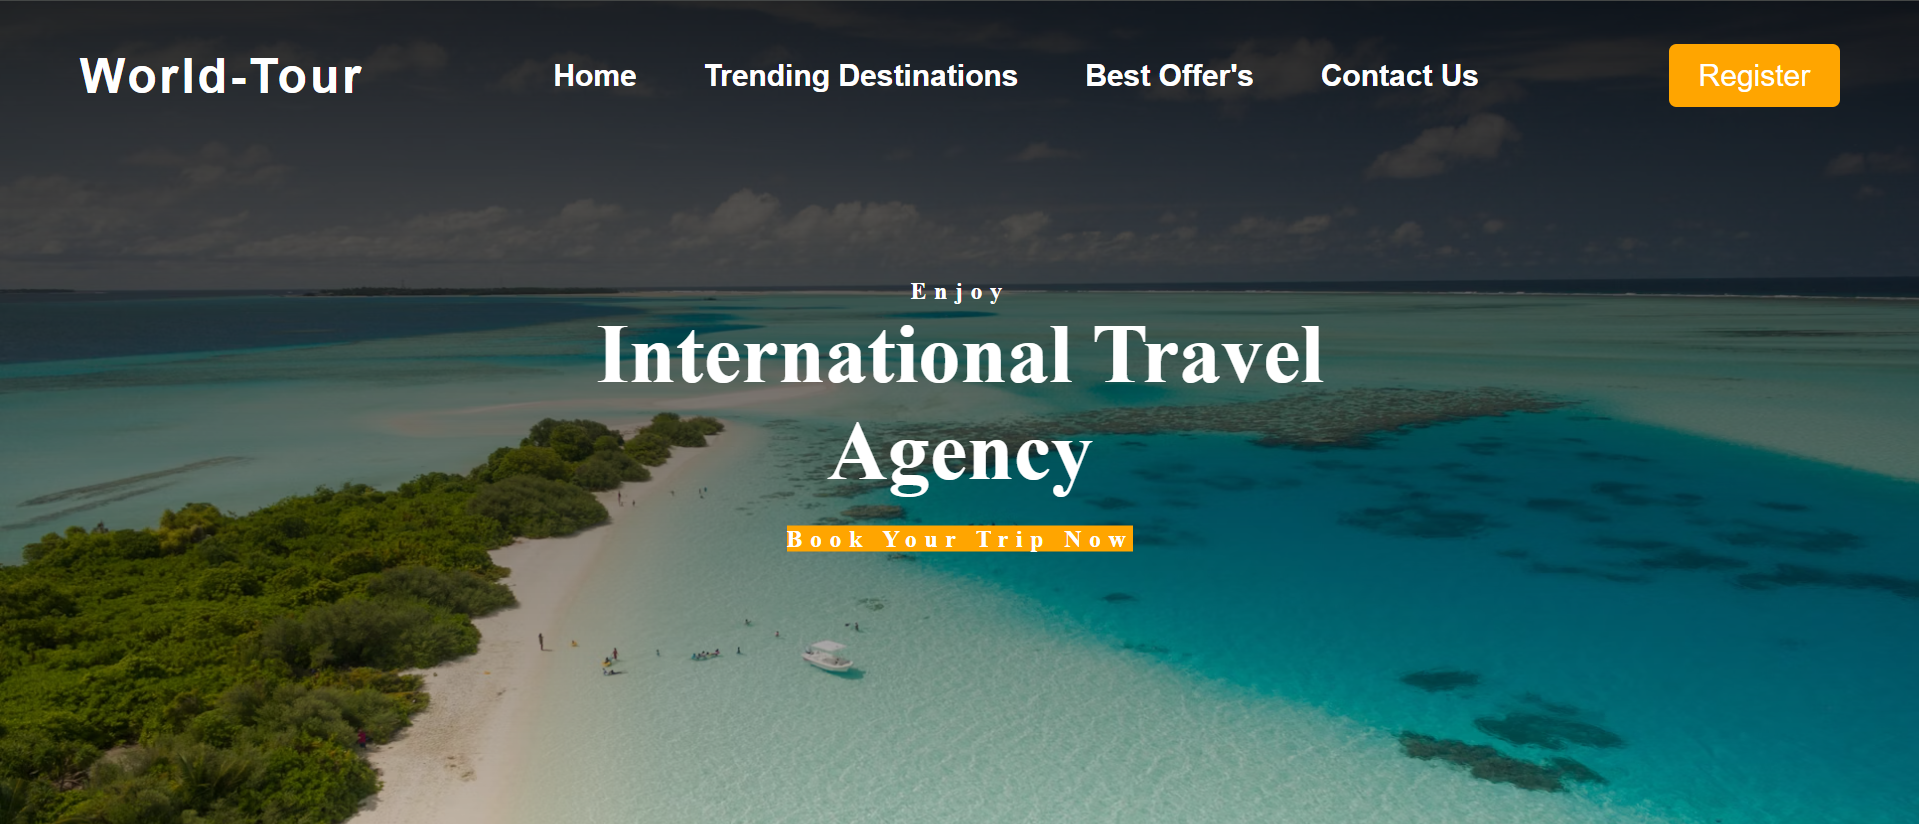 World-Tour
Home
Trending Destinations
Best Offer's
Contact Us
Register
Enjoy
International Travel
Agency
Book Your Trip Now